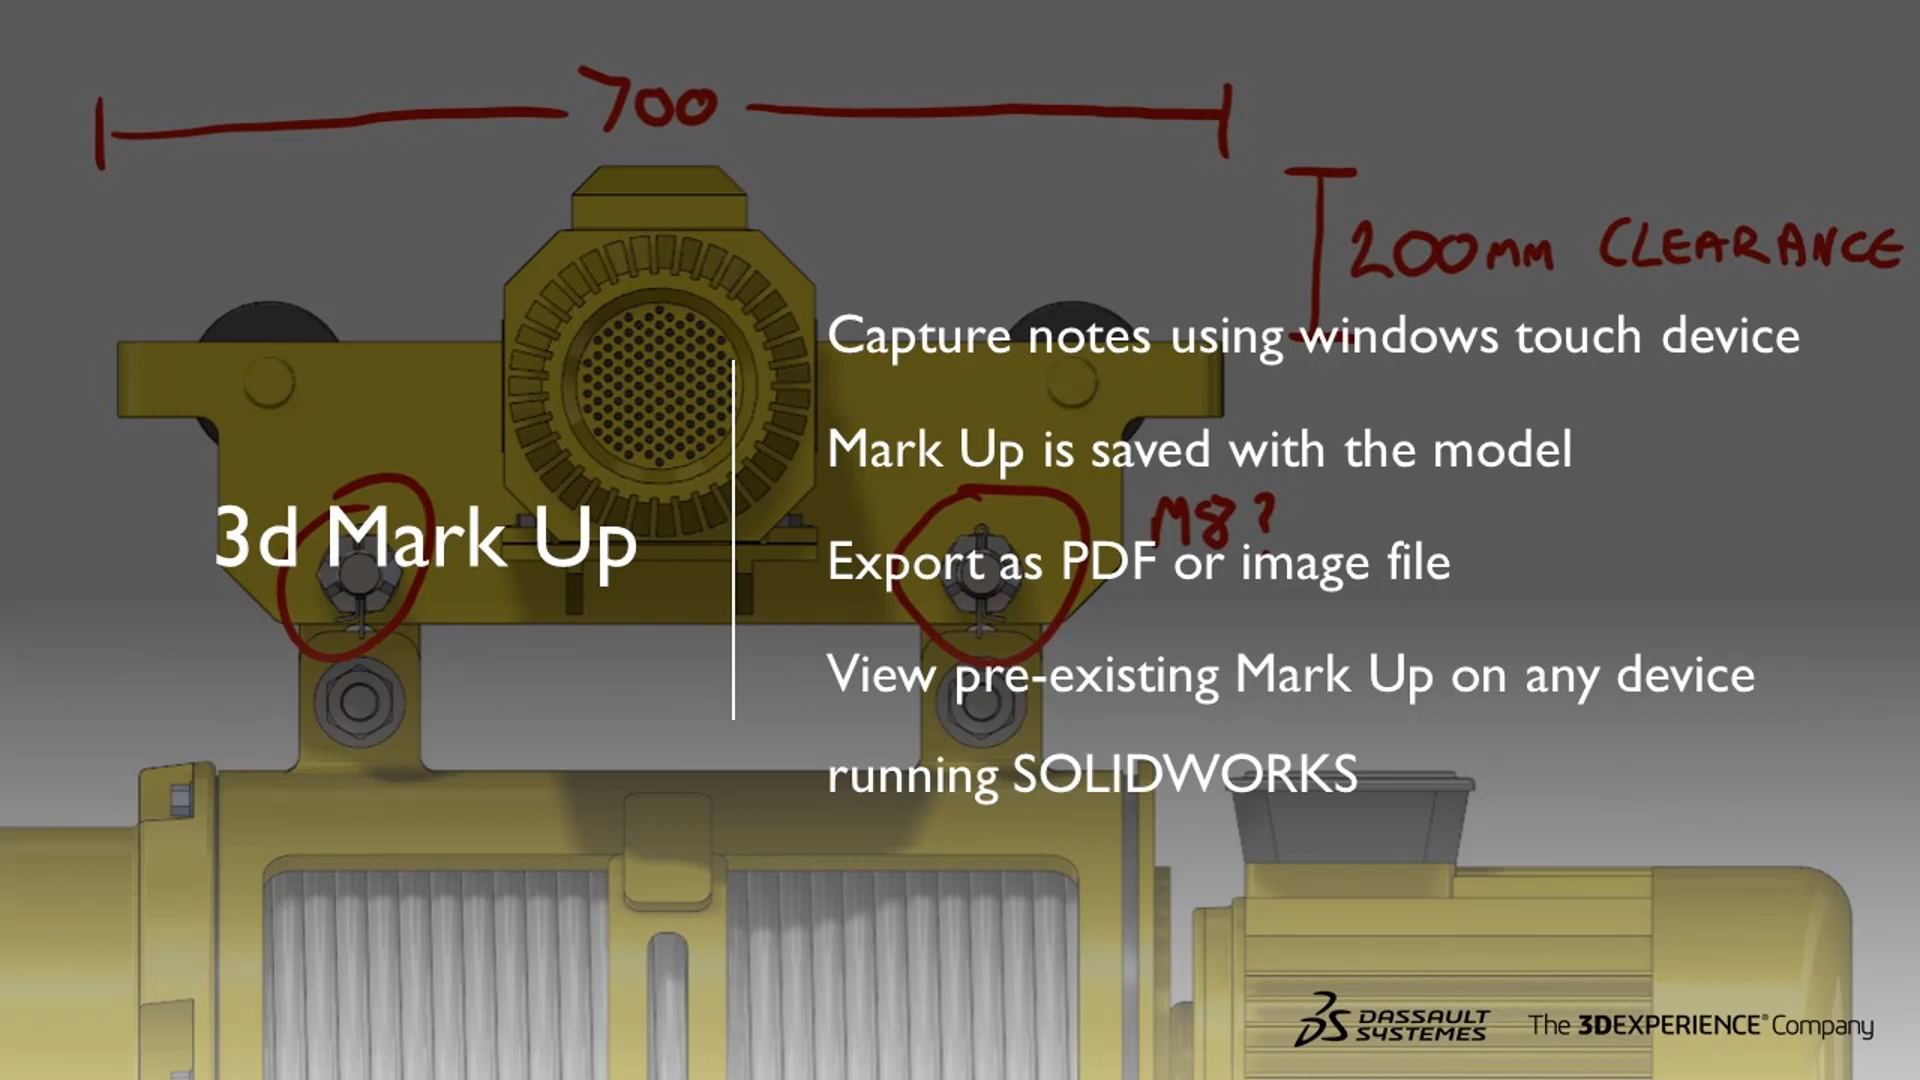 700
200mm CLEARANCE
Capture notes using windows touch device
Mark Up is saved with the model
M8?
3d Mark Up
Export as PDF or image file
View pre-existing Mark Up on any device
running SOLIDWORKS
DASSAULT SYSTEMES
The 3DEXPERIENCE® Company